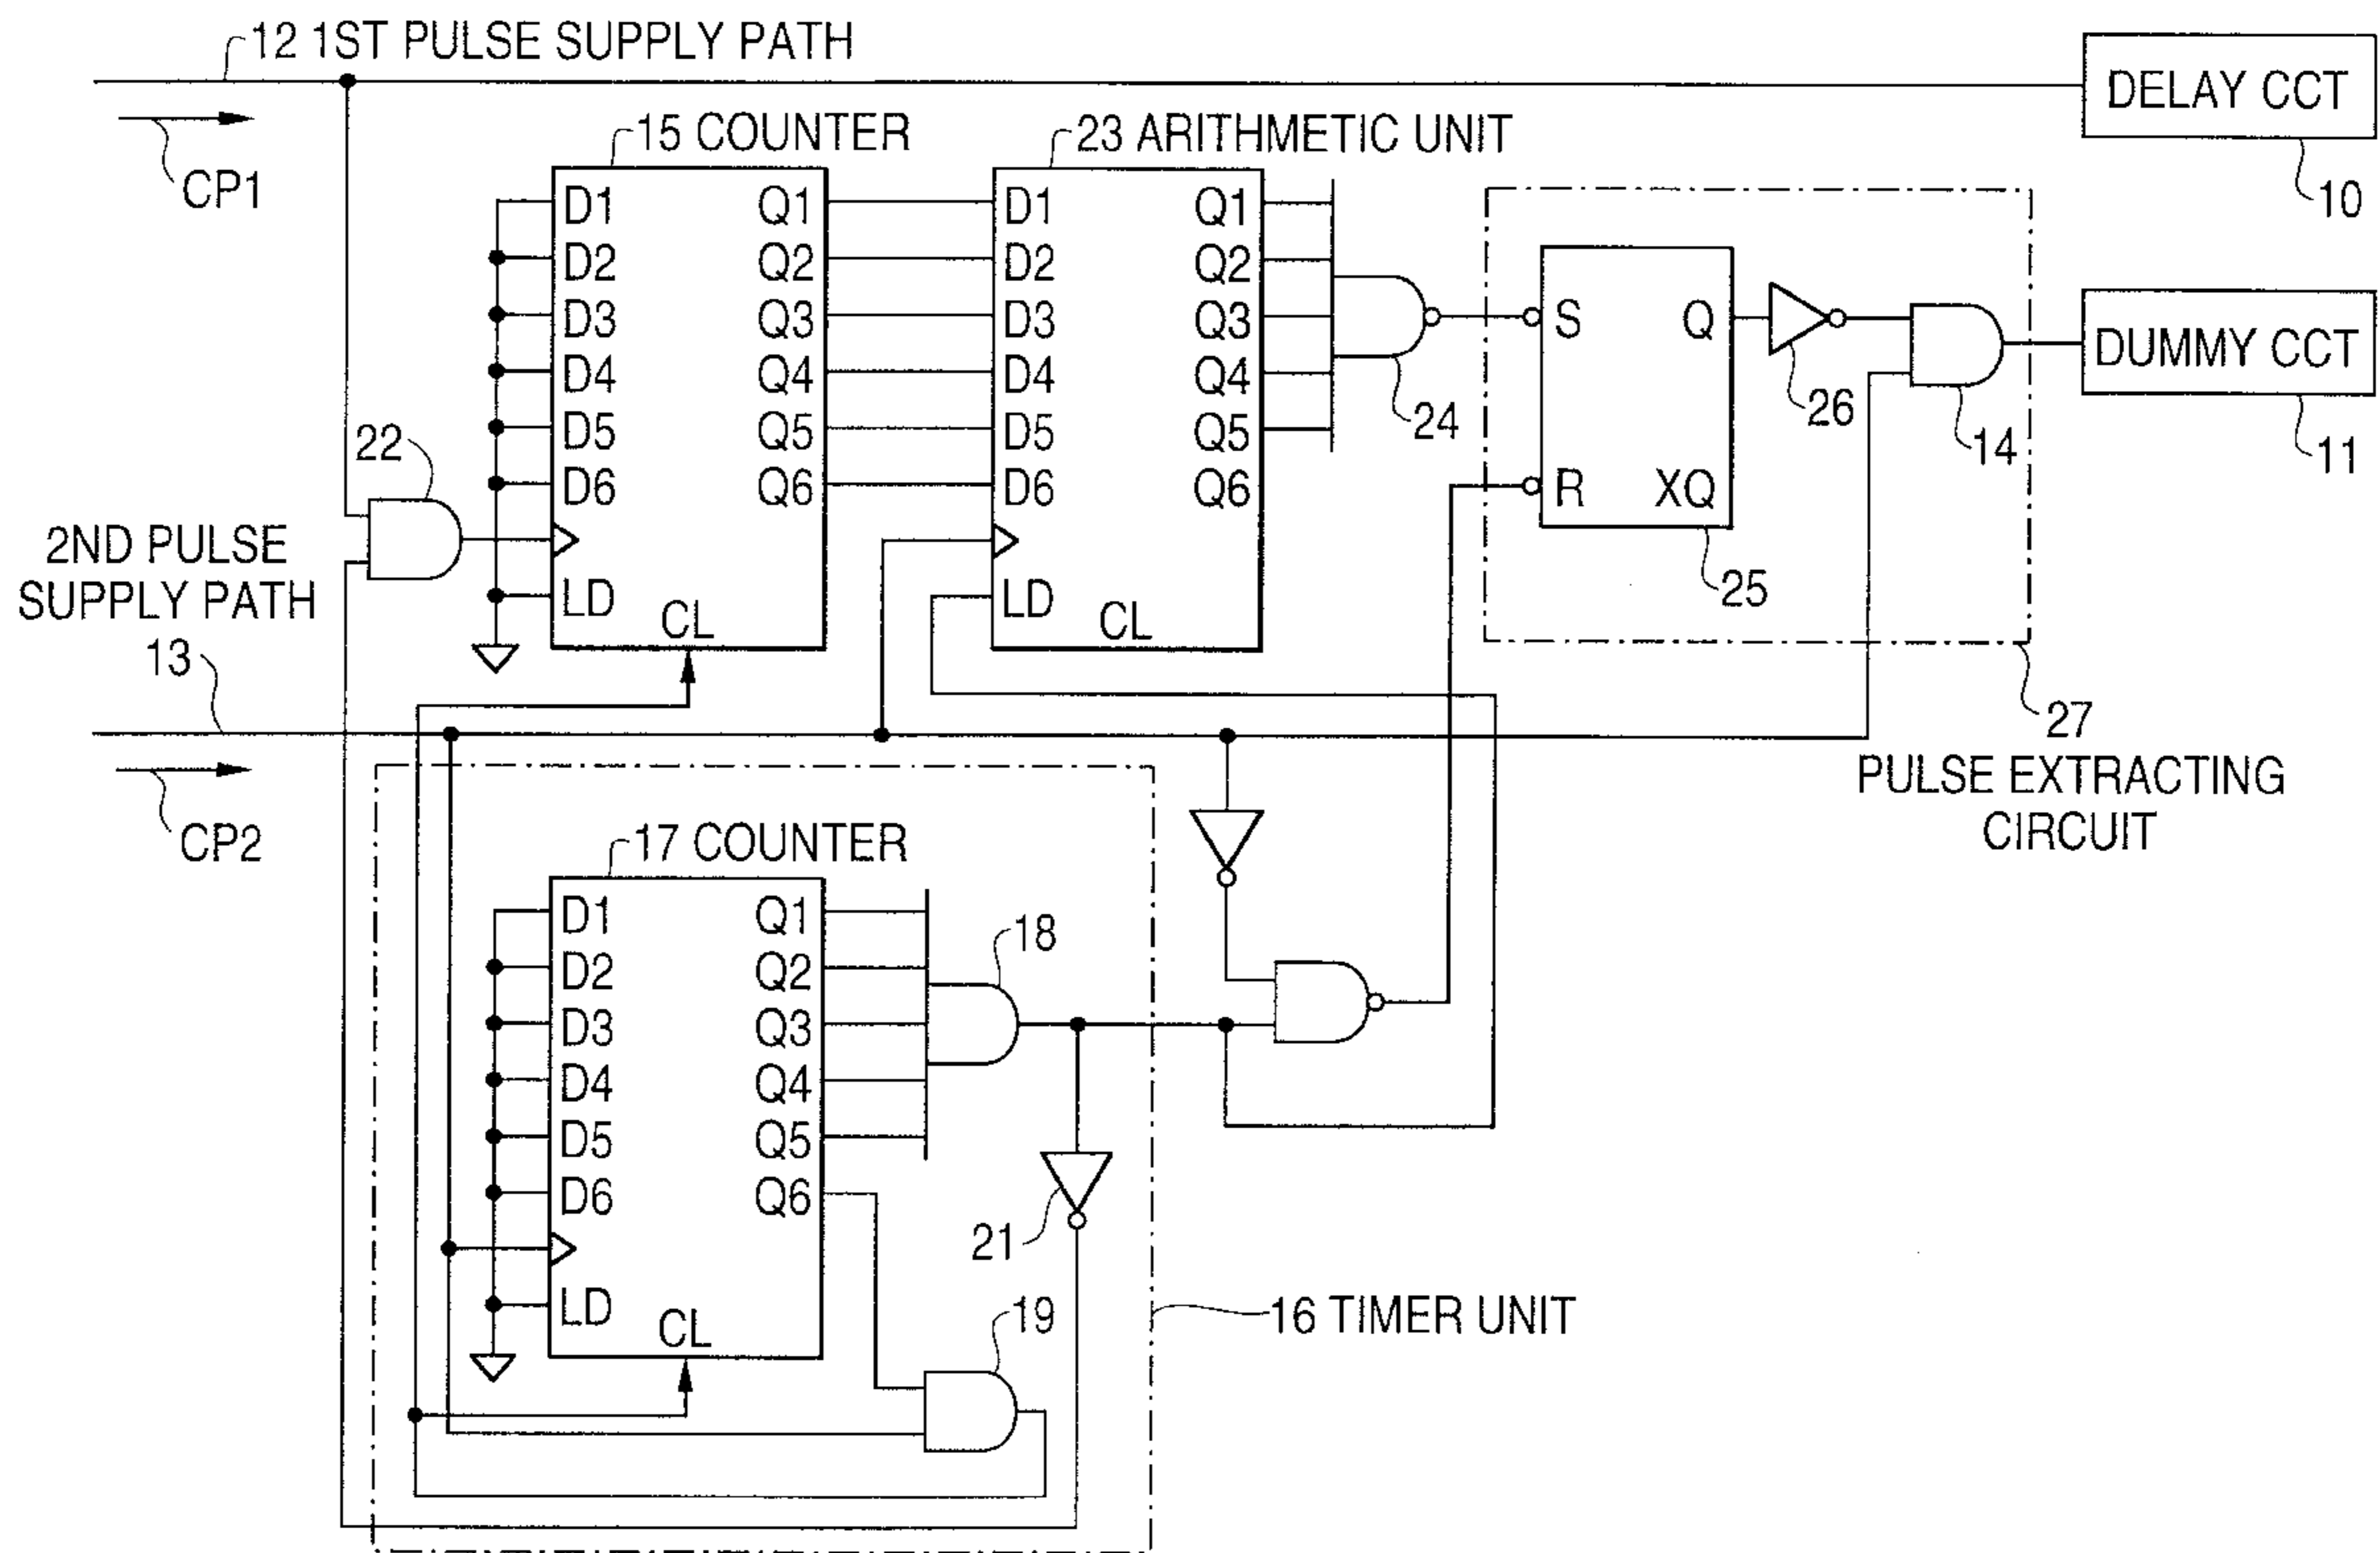 12 1ST PULSE SUPPLY PATH
DELAY CCT
10
CP1
15 COUNTER
23 ARITHMETIC UNIT
D1 Q1
D2 Q2
D3 Q3
D4 Q4
D5 Q5
D6 Q6
LD
CL
D1 Q1
D2 Q2
D3 Q3
D4 Q4
D5 Q5
D6 Q6
LD
CL
24
S Q
R XQ
25
26
14
DUMMY CCT
11
22
2ND PULSE
SUPPLY PATH
13
CP2
27
PULSE EXTRACTING
CIRCUIT
17 COUNTER
D1 Q1
D2 Q2
D3 Q3
D4 Q4
D5 Q5
D6 Q6
LD
CL
18
21
19
16 TIMER UNIT